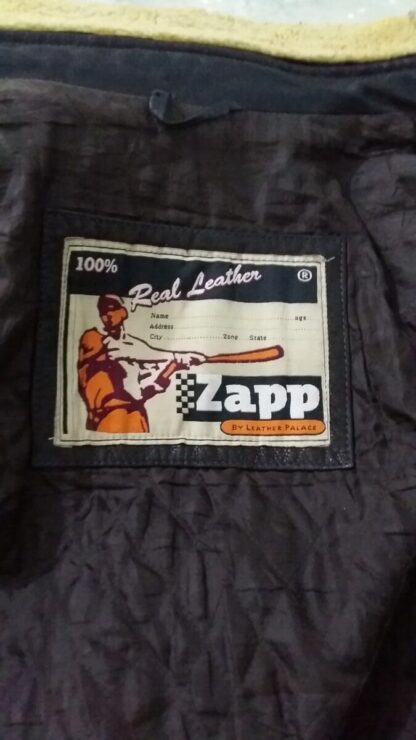 100%
Real Leather ®
Name ........ age
Address ........
City ........ Zone State
Zapp
BY LEATHER PALACE